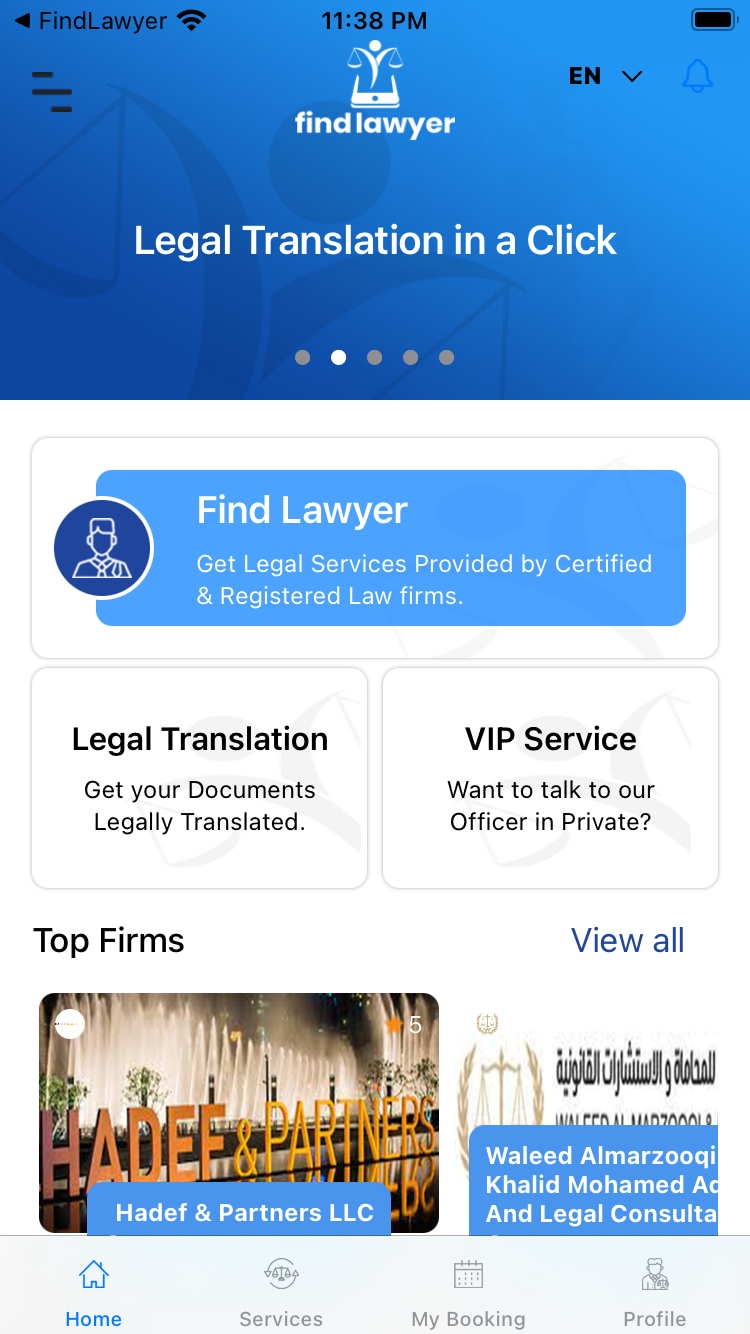 FindLawyer
11:38 PM
EN
findlawyer
Legal Translation in a Click
Find Lawyer
Get Legal Services Provided by Certified
& Registered Law firms.
Legal Translation
Get your Documents
Legally Translated.
VIP Service
Want to talk to our
Officer in Private?
Top Firms
View all
5
HADEF & PARTNERS
Hadef & Partners LLC
للمحاماة و الاستشارات القانونية
WALEED ALMARZOOQI &
Waleed Almarzooqi
Khalid Mohamed Ad
And Legal Consulta
Home
Services
My Booking
Profile